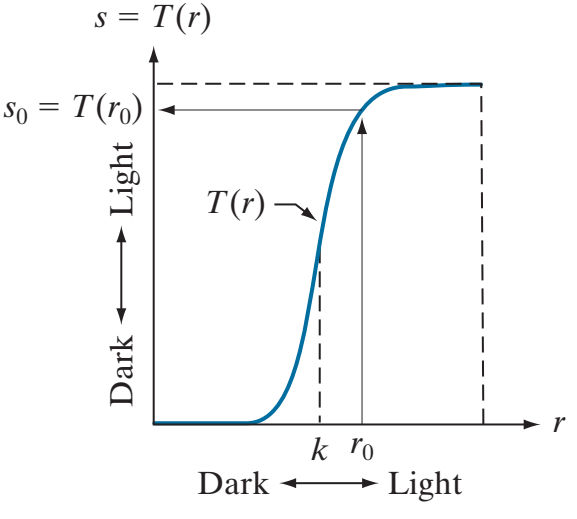 s = T(r)
s₀ = T(r₀)
Light
T(r)
Dark
r
k r₀
Dark Light